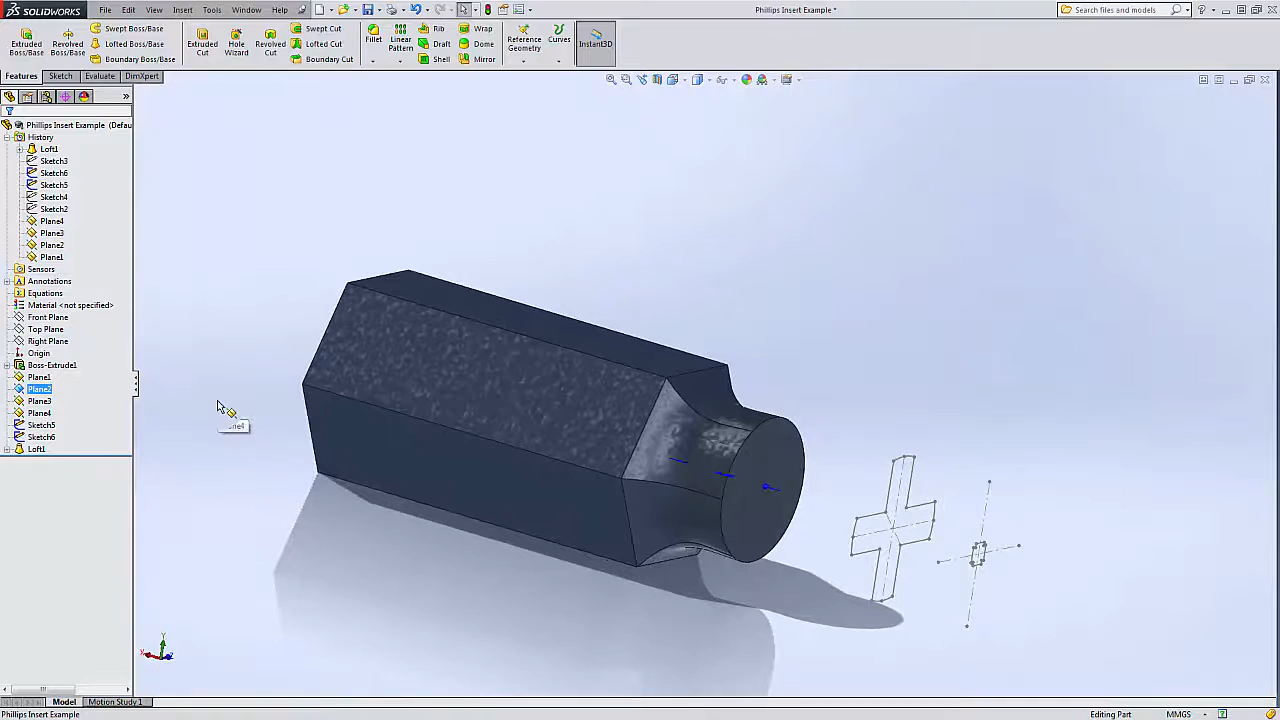 SOLIDWORKS
File Edit View Insert Tools Window Help
Phillips Insert Example *
Search files and models
Extruded Boss/Base
Revolved Boss/Base
Swept Boss/Base
Lofted Boss/Base
Boundary Boss/Base
Extruded Cut
Hole Wizard
Revolved Cut
Swept Cut
Lofted Cut
Boundary Cut
Fillet
Linear Pattern
Rib
Draft
Shell
Wrap
Dome
Mirror
Reference Geometry
Curves
Instant3D
Features Sketch Evaluate DimXpert
Phillips Insert Example (Defau
History
Loft1
Sketch3
Sketch6
Sketch5
Sketch4
Sketch2
Plane4
Plane3
Plane2
Plane1
Sensors
Annotations
Equations
Material <not specified>
Front Plane
Top Plane
Right Plane
Origin
Boss-Extrude1
Plane1
Plane2
Plane3
Plane4
Sketch5
Sketch6
Loft1
Model Motion Study 1
Phillips Insert Example
Editing Part
MMGS